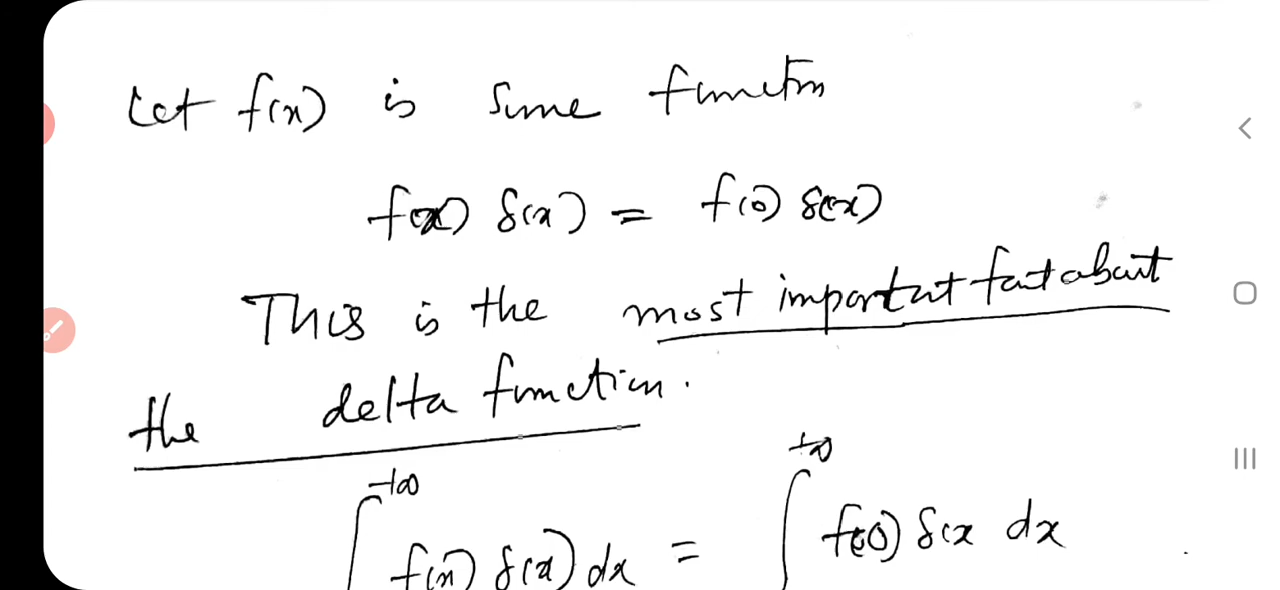 Let f(x) is some function
f(x) δ(x) = f(0) δ(x)
This is the most important fact about
the delta function.
∫^{+∞} f(x) δ(x) dx = ∫^{+∞} f(0) δ(x dx